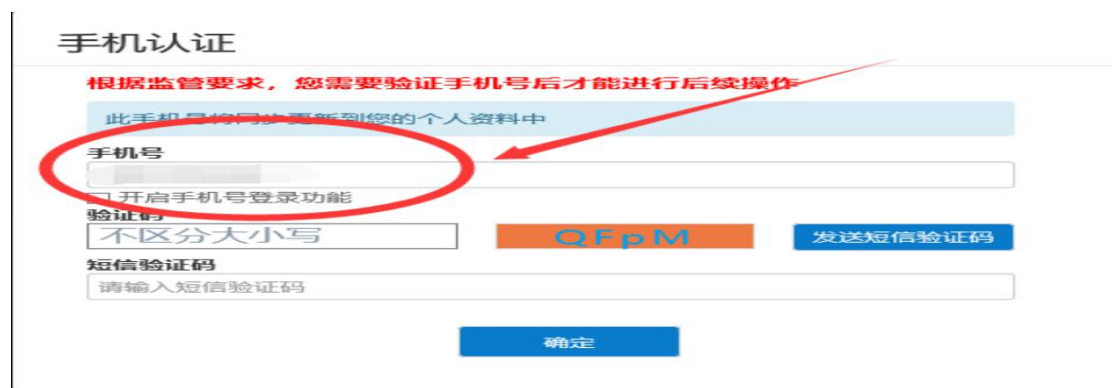 手机认证
根据监管要求，您需要验证手机号后才能进行后续操作
此手机号将同步更新到您的个人资料中
手机号
开启手机号登录功能
验证码
不区分大小写 QFpM 发送短信验证码
短信验证码
请输入短信验证码
确定